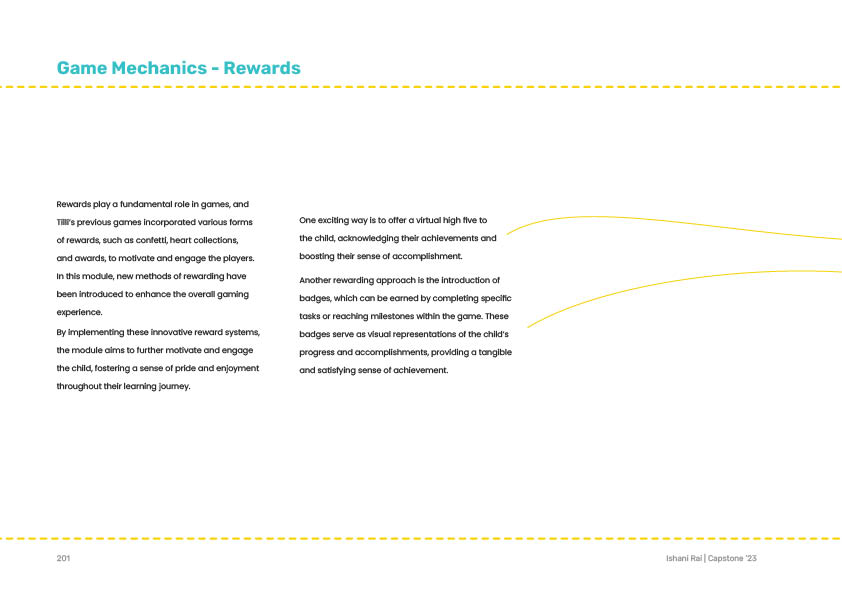 Game Mechanics - Rewards
Rewards play a fundamental role in games, and
Tilli's previous games incorporated various forms
of rewards, such as confetti, heart collections,
and awards, to motivate and engage the players.
In this module, new methods of rewarding have
been introduced to enhance the overall gaming
experience.
By implementing these innovative reward systems,
the module aims to further motivate and engage
the child, fostering a sense of pride and enjoyment
throughout their learning journey.
One exciting way is to offer a virtual high five to
the child, acknowledging their achievements and
boosting their sense of accomplishment.
Another rewarding approach is the introduction of
badges, which can be earned by completing specific
tasks or reaching milestones within the game. These
badges serve as visual representations of the child's
progress and accomplishments, providing a tangible
and satisfying sense of achievement.
201
Ishani Rai | Capstone '23